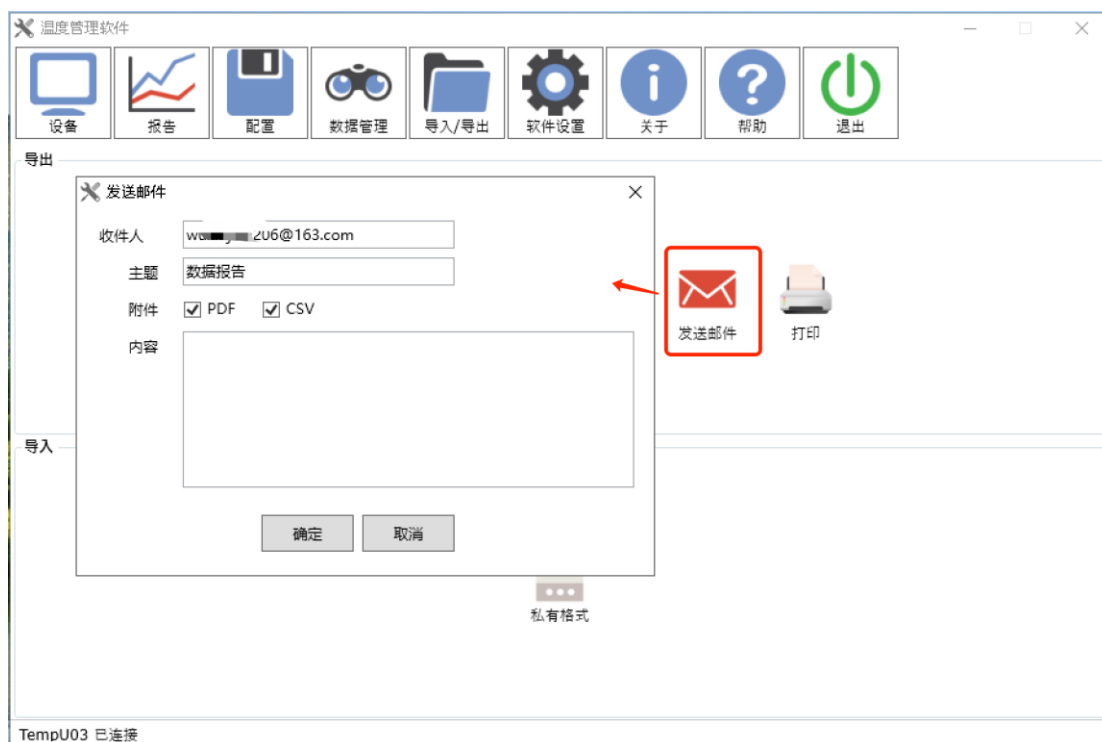 温度管理软件
设备 报告 配置 数据管理 导入/导出 软件设置 关于 帮助 退出
导出
发送邮件
收件人 206@163.com
主题 数据报告
附件 PDF CSV
内容
确定 取消
发送邮件 打印
导入
私有格式
TempU03 已连接